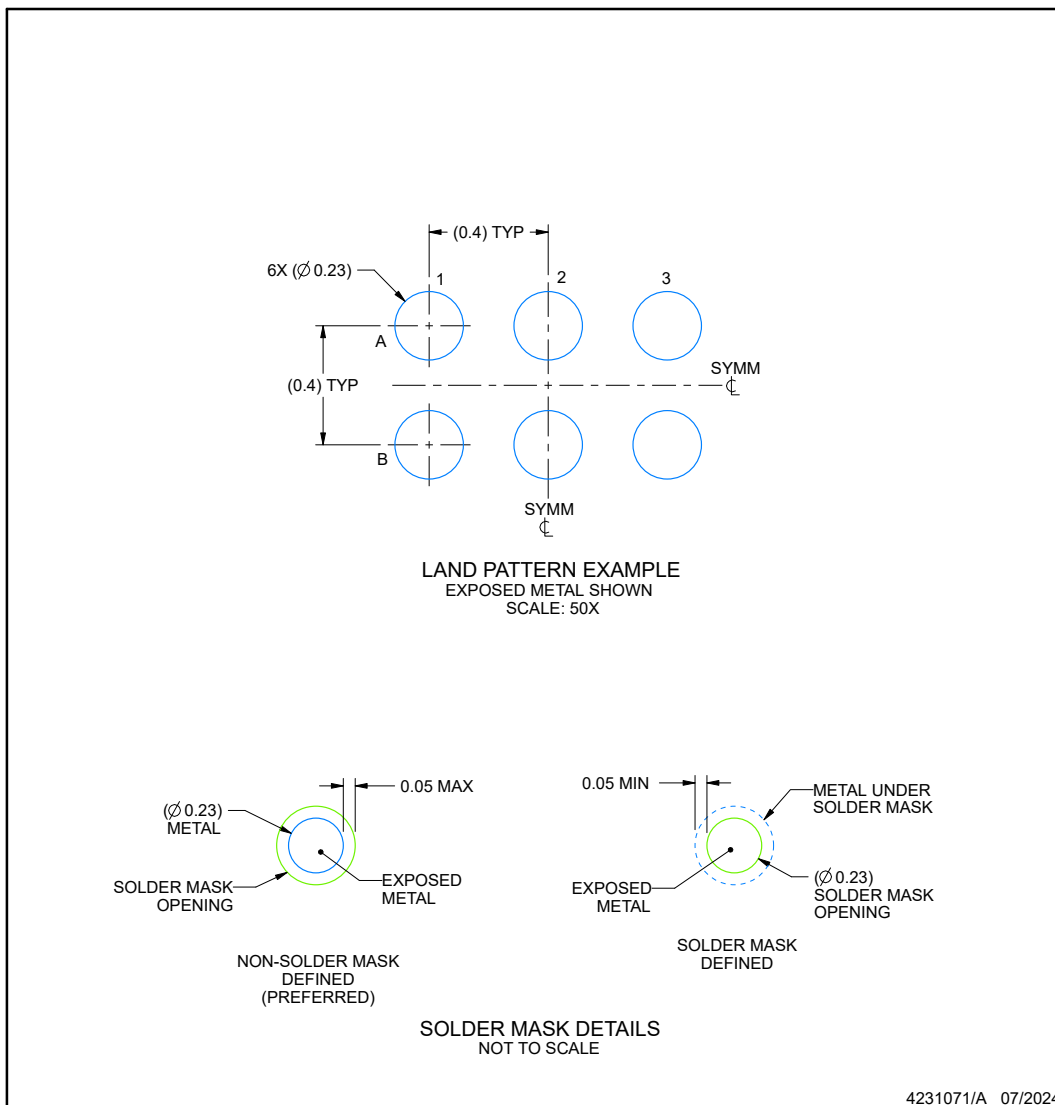 (0.4) TYP
6X (∅ 0.23)
1
2
3
A
(0.4) TYP
SYMM
℄
B
SYMM
℄
LAND PATTERN EXAMPLE
EXPOSED METAL SHOWN
SCALE: 50X
0.05 MAX
(∅ 0.23)
METAL
SOLDER MASK
OPENING
EXPOSED
METAL
NON-SOLDER MASK
DEFINED
(PREFERRED)
0.05 MIN
METAL UNDER
SOLDER MASK
EXPOSED
METAL
(∅ 0.23)
SOLDER MASK
OPENING
SOLDER MASK
DEFINED
SOLDER MASK DETAILS
NOT TO SCALE
4231071/A 07/2024